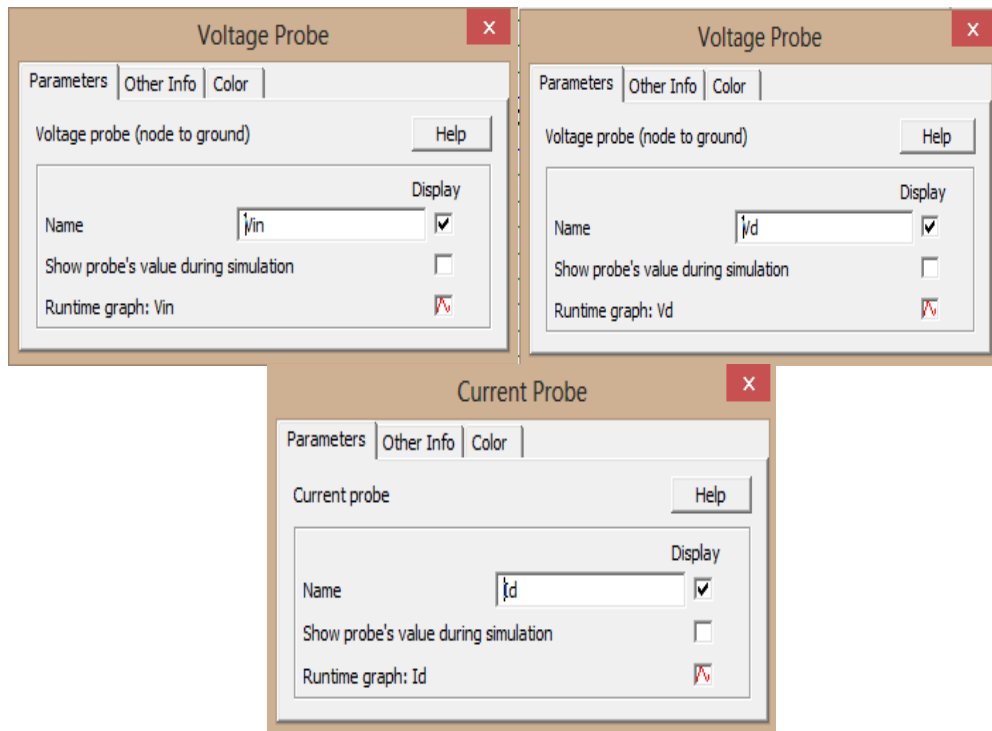 Voltage Probe x
Parameters Other Info Color
Voltage probe (node to ground) Help
Display
Name Vin
Show probe's value during simulation
Runtime graph: Vin
Voltage Probe x
Parameters Other Info Color
Voltage probe (node to ground) Help
Display
Name Vd
Show probe's value during simulation
Runtime graph: Vd
Current Probe x
Parameters Other Info Color
Current probe Help
Display
Name Id
Show probe's value during simulation
Runtime graph: Id